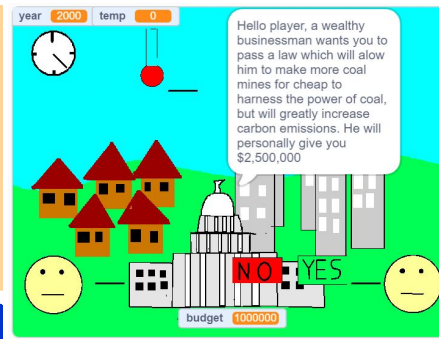 year 2000 temp 0
Hello player, a wealthy
businessman wants you to
pass a law which will alow
him to make more coal
mines for cheap to
harness the power of coal,
but will greatly increase
carbon emissions. He will
personally give you
$2,500,000
NO YES
budget 1000000